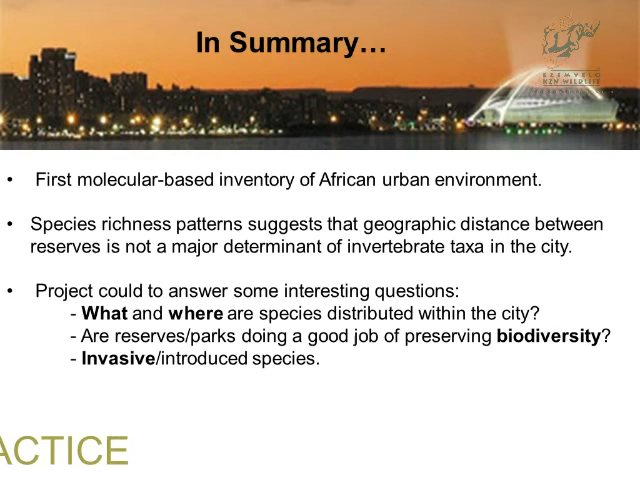 In Summary…
EZEMVELO
KZN WILDLIFE
• First molecular-based inventory of African urban environment.
• Species richness patterns suggests that geographic distance between
reserves is not a major determinant of invertebrate taxa in the city.
• Project could to answer some interesting questions:
- What and where are species distributed within the city?
- Are reserves/parks doing a good job of preserving biodiversity?
- Invasive/introduced species.
ACTICE